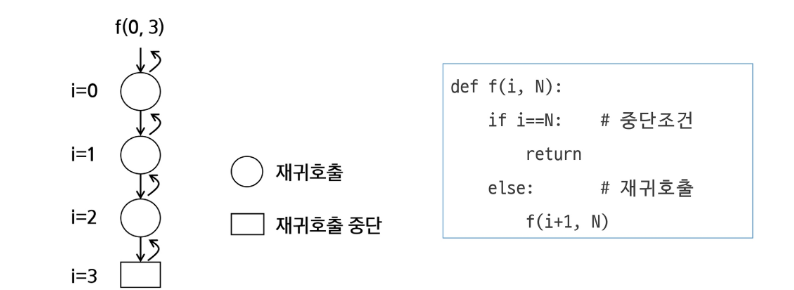 f(0, 3)
i=0
i=1
i=2
i=3
재귀호출
재귀호출 중단
def f(i, N):
    if i==N:    # 중단조건
        return
    else:       # 재귀호출
        f(i+1, N)